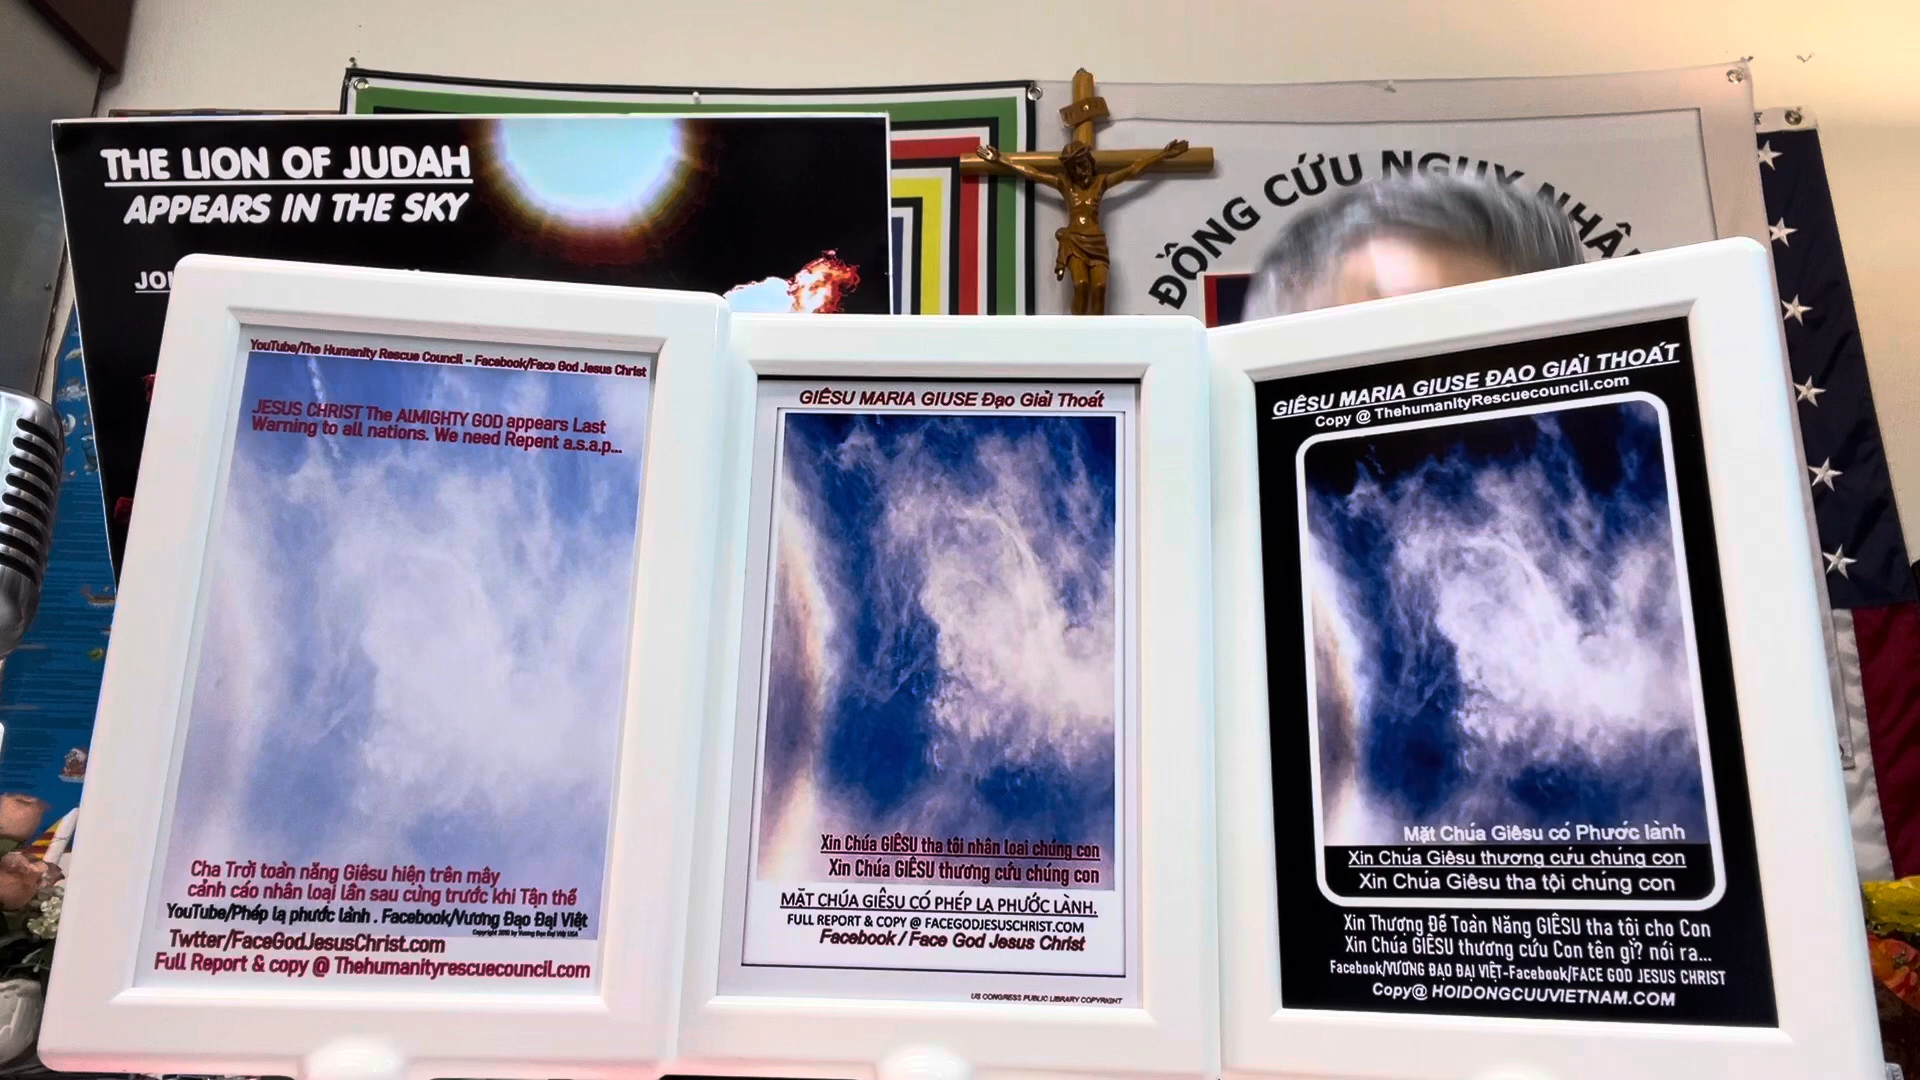 THE LION OF JUDAH
APPEARS IN THE SKY
ĐỒNG CỨU NGUY NHÂN
YouTube/The Humanity Rescue Council - Facebook/Face God Jesus Christ
JESUS CHRIST The ALMIGHTY GOD appears Last
Warning to all nations. We need Repent a.s.a.p...
Cha Trời toàn năng Giêsu hiện trên mây
cảnh cáo nhân loại lần sau cùng trước khi Tận thế
YouTube/Phép lạ phước lành . Facebook/Vương Đạo Đại Việt
Copyright 2010 by Vương Đạo Đại Việt USA
Twtter/FaceGodJesusChrist.com
Full Report & copy @ Thehumanityrescuecouncil.com
GIÊSU MARIA GIUSE Đạo Giải Thoát
Xin Chúa GIÊSU tha tội nhân loại chúng con
Xin Chúa GIÊSU thương cứu chúng con
MẶT CHÚA GIÊSU CÓ PHÉP LẠ PHƯỚC LÀNH.
FULL REPORT & COPY @ FACEGODJESUSCHRIST.COM
Facebook / Face God Jesus Christ
US CONGRESS PUBLIC LIBRARY COPYRIGHT
GIÊSU MARIA GIUSE ĐẠO GIẢI THOÁT
Copy @ ThehumanItyRescuecouncil.com
Mặt Chúa Giêsu có Phước lành
Xin Chúa Giêsu thương cứu chúng con
Xin Chúa Giêsu tha tội chúng con
Xin Thượng Đế Toàn Năng GIÊSU tha tội cho Con
Xin Chúa GIÊSU thương cứu Con tên gì? nói ra...
Facebook/VƯƠNG ĐẠO ĐẠI VIỆT-Facebook/FACE GOD JESUS CHRIST
Copy@ HOIDONGCUUVIETNAM.COM